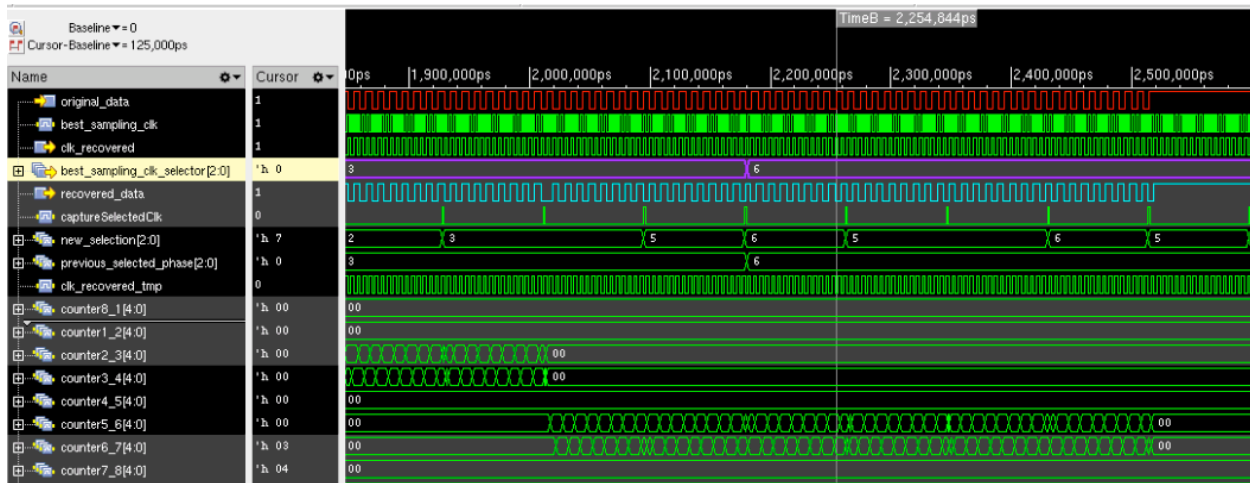 TimeB = 2,254,844ps
Baseline▼=0
Cursor-Baseline▼=125,000ps
Name Cursor 0ps 1,900,000ps 2,000,000ps 2,100,000ps 2,200,000ps 2,300,000ps 2,400,000ps 2,500,000ps
original_data 1
best_sampling_clk 1
clk_recovered 1
best_sampling_clk_selector[2:0] 'h 0 3 6
recovered_data 1
captureSelectedClk 0
new_selection[2:0] 'h 7 2 3 5 6 5 6 5
previous_selected_phase[2:0] 'h 0 3 6
clk_recovered_tmp 0
counter8_1[4:0] 'h 00 00
counter1_2[4:0] 'h 00 00
counter2_3[4:0] 'h 00 00
counter3_4[4:0] 'h 00 00
counter4_5[4:0] 'h 00 00
counter5_6[4:0] 'h 00 00 00
counter6_7[4:0] 'h 03 00 00
counter7_8[4:0] 'h 04 00